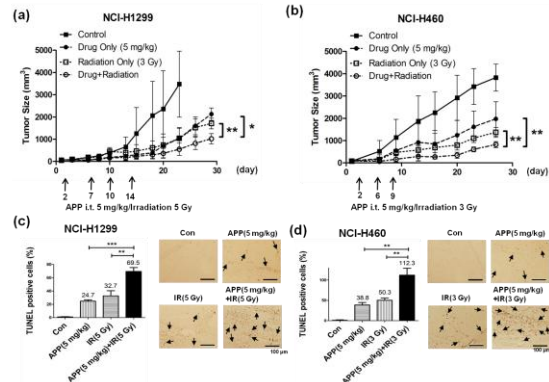 (a)
NCI-H1299
Control
Drug Only (5 mg/kg)
Radiation Only (3 Gy)
Drug+Radiation
Tumor Size (mm³)
5000
4000
3000
2000
1000
0
0
10
20
30
(day)
**
*
2
7
10
14
APP i.t. 5 mg/kg/Irradiation 5 Gy
(b)
NCI-H460
Control
Drug Only (5 mg/kg)
Radiation Only (3 Gy)
Drug+Radiation
Tumor Size (mm³)
5000
4000
3000
2000
1000
0
0
10
20
30
(day)
**
**
2
6
9
APP i.t. 5 mg/kg/Irradiation 3 Gy
(c)
NCI-H1299
TUNEL positive cells (%)
100
80
60
40
20
0
***
**
24.7
32.7
69.5
Con
APP(5 mg/kg)
IR(5 Gy)
APP(5 mg/kg)+IR(5 Gy)
Con
APP(5 mg/kg)
IR(5 Gy)
APP(5 mg/kg)
+IR(5 Gy)
100 μm
(d)
NCI-H460
TUNEL positive cells (%)
**
**
38.8
50.3
112.3
Con
APP(5 mg/kg)
IR(3 Gy)
APP(5 mg/kg)+IR(3 Gy)
Con
APP(5 mg/kg)
IR(3 Gy)
APP(5 mg/kg)
+IR(3 Gy)
100 μm